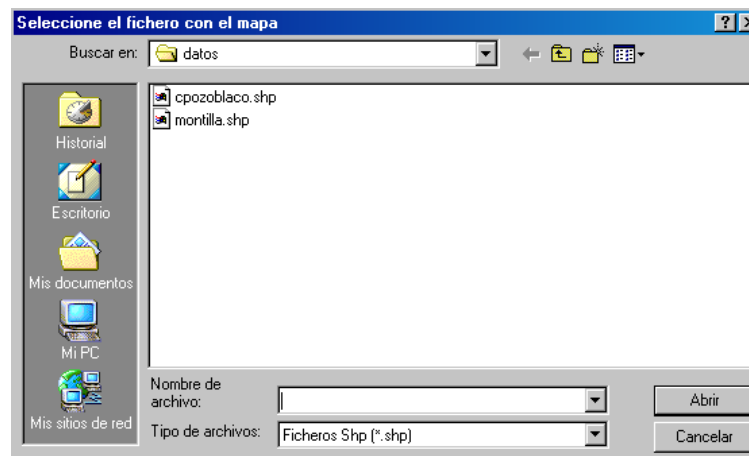 Seleccione el fichero con el mapa
Buscar en: datos
cpozoblaco.shp
montilla.shp
Historial
Escritorio
Mis documentos
Mi PC
Mis sitios de red
Nombre de
archivo:
Abrir
Tipo de archivos: Ficheros Shp (*.shp)
Cancelar